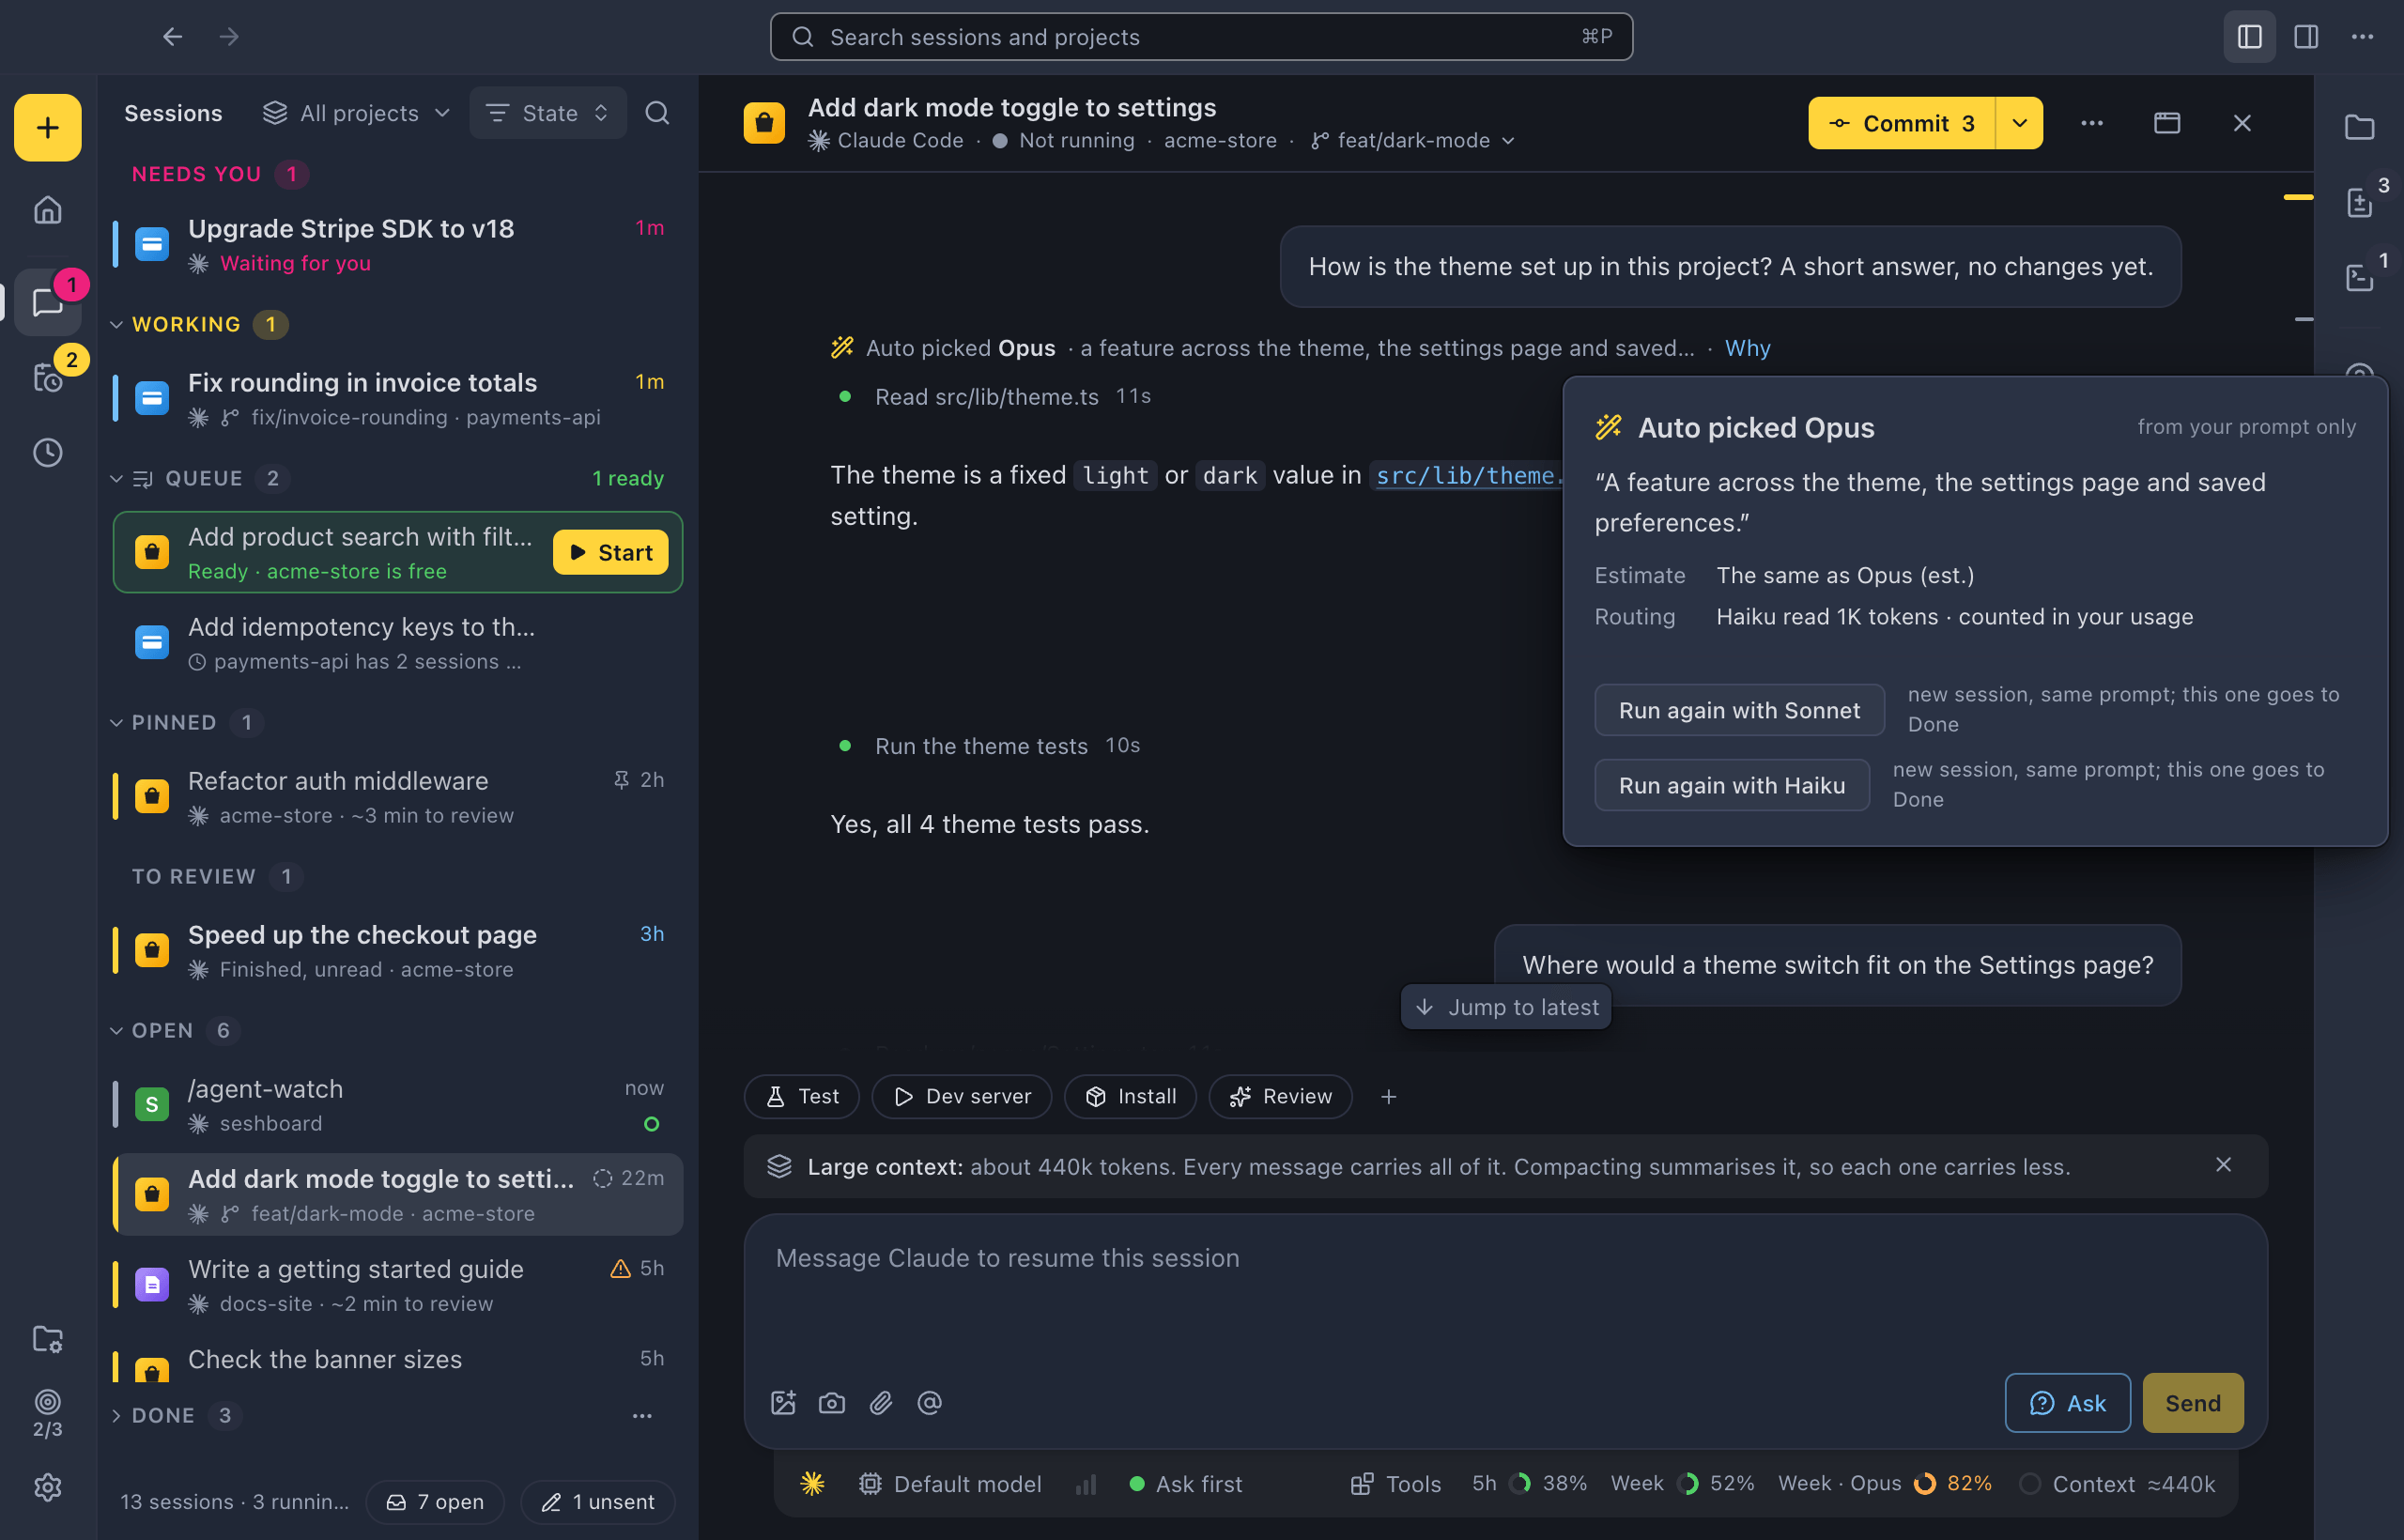 Search sessions and projects ⌘P
Sessions All projects State
NEEDS YOU 1
Upgrade Stripe SDK to v18 1m
Waiting for you
1
WORKING 1
2
Fix rounding in invoice totals 1m
fix/invoice-rounding · payments-api
QUEUE 2 1 ready
Add product search with filt... Start
Ready · acme-store is free
Add idempotency keys to th...
payments-api has 2 sessions ...
PINNED 1
Refactor auth middleware 2h
acme-store · ~3 min to review
TO REVIEW 1
Speed up the checkout page 3h
Finished, unread · acme-store
OPEN 6
S /agent-watch now
seshboard
Add dark mode toggle to setti... 22m
feat/dark-mode · acme-store
Write a getting started guide 5h
docs-site · ~2 min to review
Check the banner sizes 5h
DONE 3
2/3
13 sessions · 3 runnin... 7 open 1 unsent
Add dark mode toggle to settings
Claude Code · Not running · acme-store · feat/dark-mode
Commit 3
3
1
How is the theme set up in this project? A short answer, no changes yet.
Auto picked Opus · a feature across the theme, the settings page and saved... · Why
Read src/lib/theme.ts 11s
The theme is a fixed light or dark value in src/lib/theme.
setting.
Run the theme tests 10s
Yes, all 4 theme tests pass.
Auto picked Opus from your prompt only
“A feature across the theme, the settings page and saved
preferences.”
Estimate The same as Opus (est.)
Routing Haiku read 1K tokens · counted in your usage
Run again with Sonnet new session, same prompt; this one goes to
Done
Run again with Haiku new session, same prompt; this one goes to
Done
Where would a theme switch fit on the Settings page?
Jump to latest
Test Dev server Install Review
Large context: about 440k tokens. Every message carries all of it. Compacting summarises it, so each one carries less.
Message Claude to resume this session
Ask Send
Default model Ask first Tools 5h 38% Week 52% Week · Opus 82% Context ≈440k